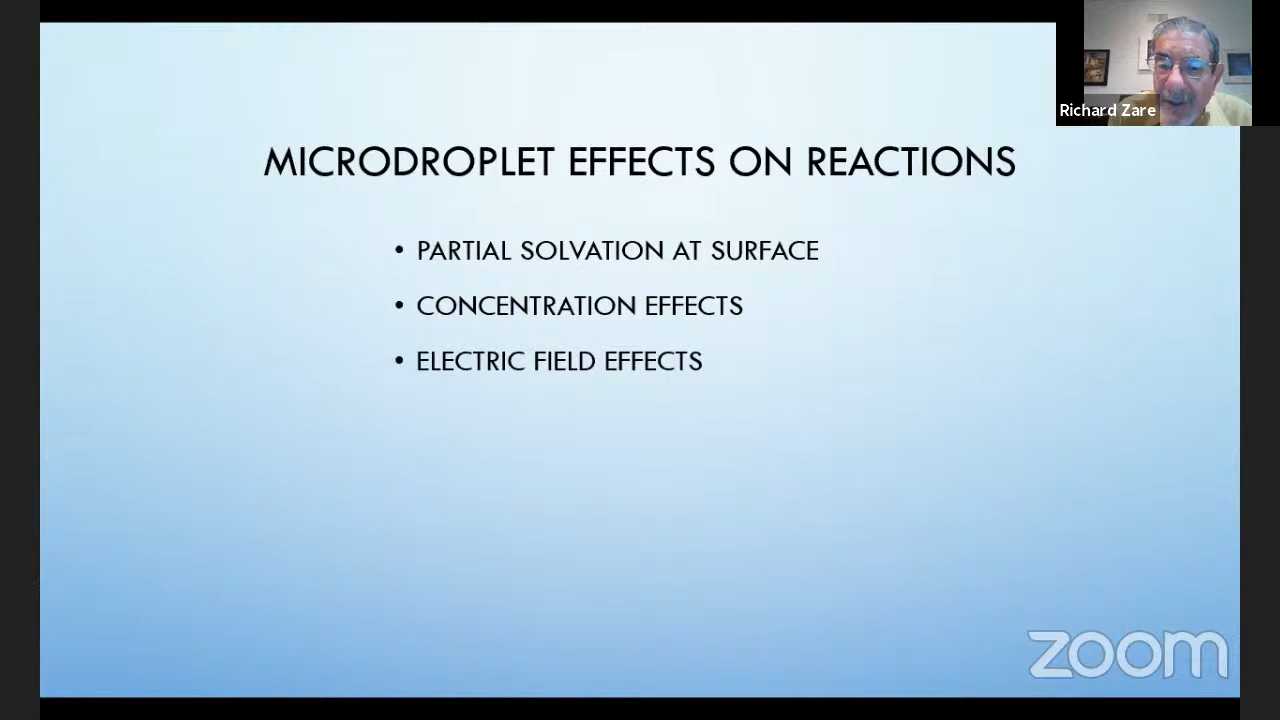 Richard Zare
MICRODROPLET EFFECTS ON REACTIONS
• PARTIAL SOLVATION AT SURFACE
• CONCENTRATION EFFECTS
• ELECTRIC FIELD EFFECTS
zoom